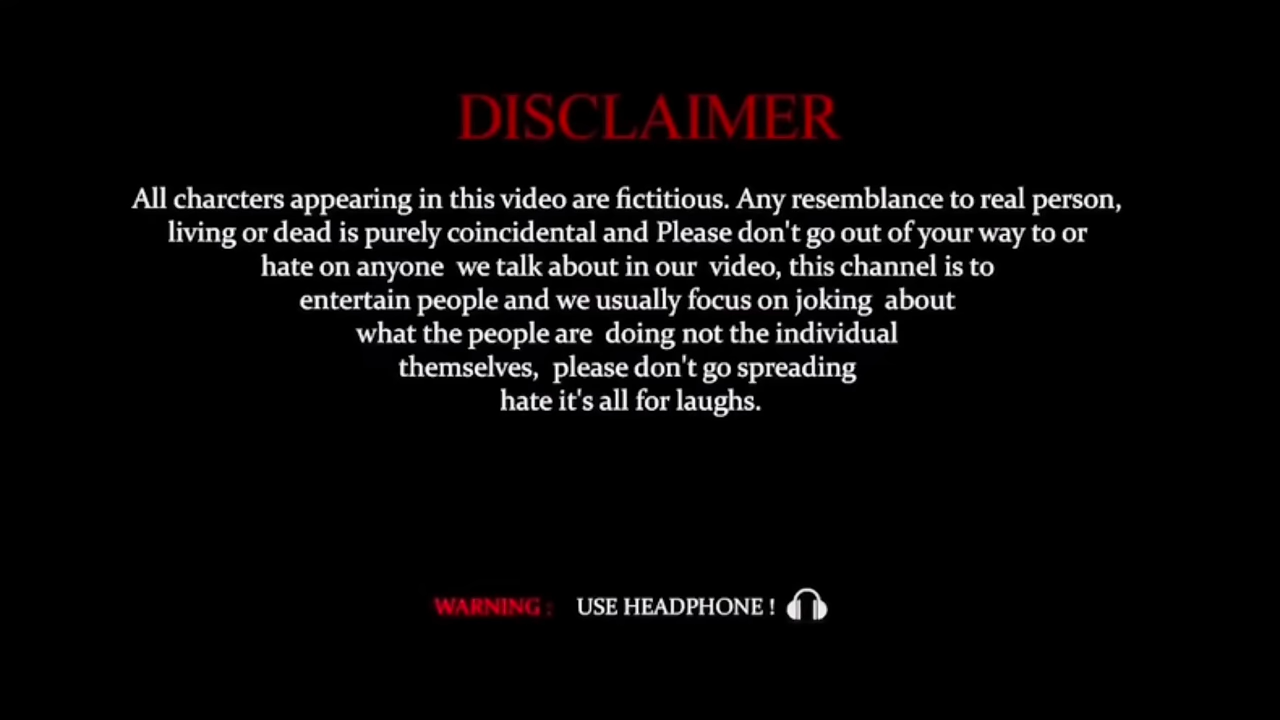 DISCLAIMER
All charcters appearing in this video are fictitious. Any resemblance to real person,
living or dead is purely coincidental and Please don't go out of your way to or
hate on anyone we talk about in our video, this channel is to
entertain people and we usually focus on joking about
what the people are doing not the individual
themselves, please don't go spreading
hate it's all for laughs.
WARNING : USE HEADPHONE !